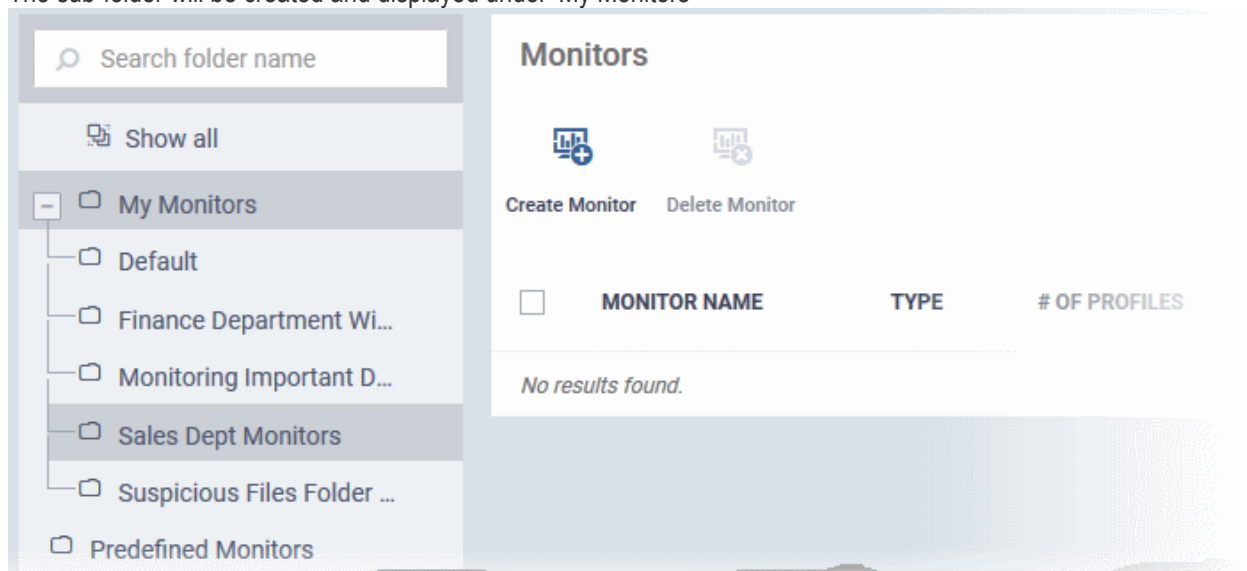 The sub-folder will be created and displayed under 'My Monitors'
Search folder name
Show all
My Monitors
Default
Finance Department Wi...
Monitoring Important D...
Sales Dept Monitors
Suspicious Files Folder ...
Predefined Monitors
Monitors
Create Monitor Delete Monitor
MONITOR NAME TYPE # OF PROFILES
No results found.